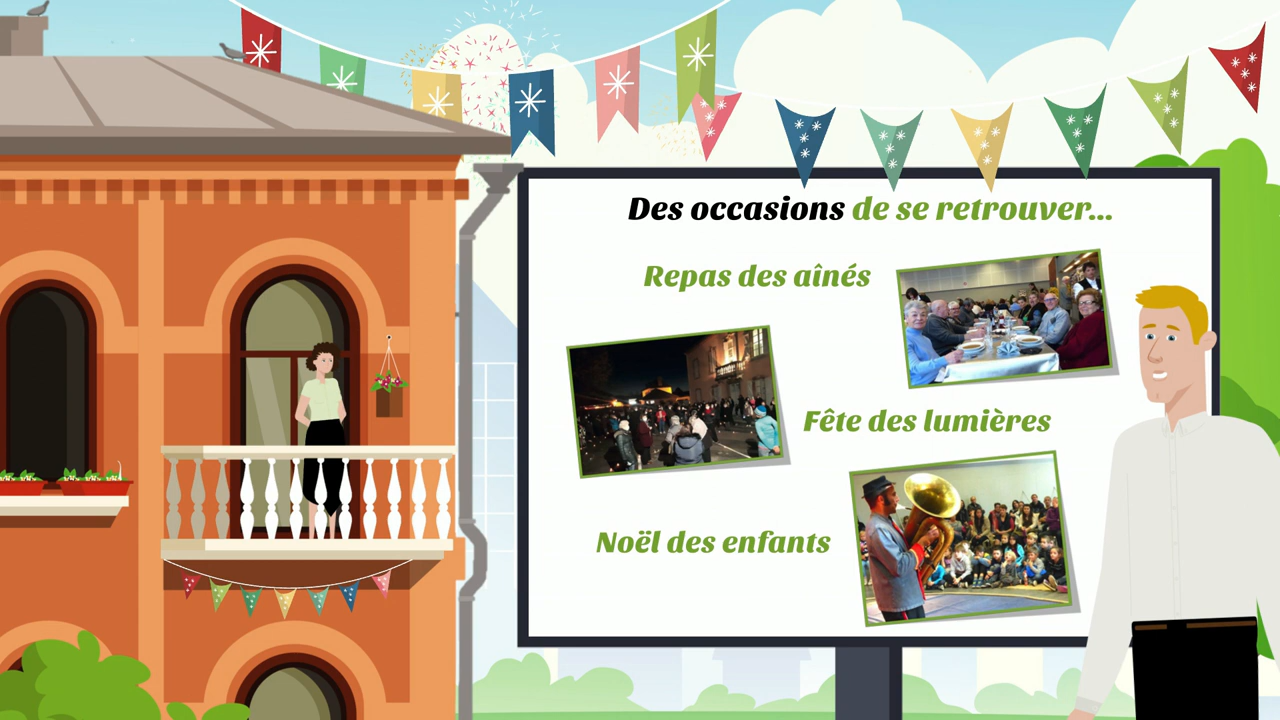 Des occasions de se retrouver...
Repas des aînés
Fête des lumières
Noël des enfants